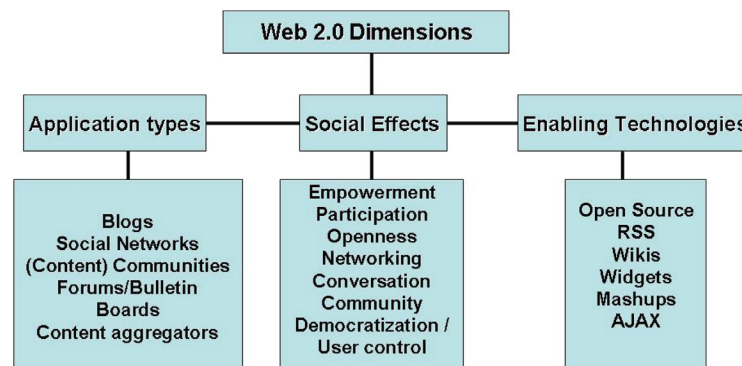 Web 2.0 Dimensions
Application types
Social Effects
Enabling Technologies
Blogs
Social Networks
(Content) Communities
Forums/Bulletin
Boards
Content aggregators
Empowerment
Participation
Openness
Networking
Conversation
Community
Democratization /
User control
Open Source
RSS
Wikis
Widgets
Mashups
AJAX